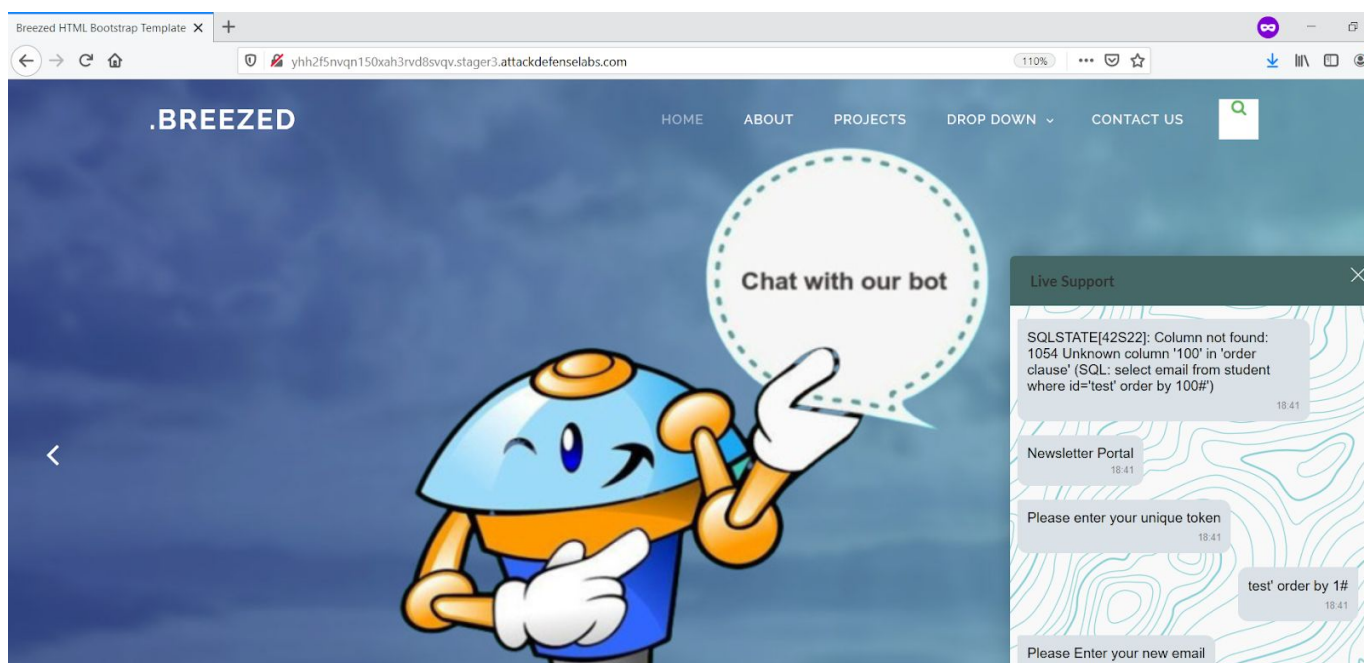 Breezed HTML Bootstrap Template
yhh2f5nvqn150xah3rvd8svqv.stager3.attackdefenselabs.com
110%
.BREEZED
HOME ABOUT PROJECTS DROP DOWN CONTACT US
Chat with our bot
Live Support
SQLSTATE[42S22]: Column not found:
1054 Unknown column '100' in 'order
clause' (SQL: select email from student
where id='test' order by 100#')
18:41
Newsletter Portal
18:41
Please enter your unique token
18:41
test' order by 1#
18:41
Please Enter your new email